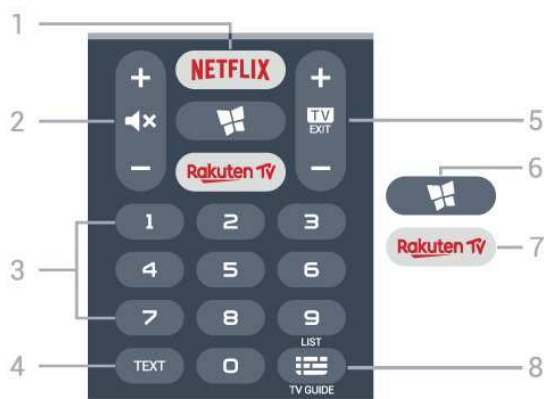 1
+ NETFLIX +
2 TV 5
EXIT
6
− Rakuten TV −
1 2 3
Rakuten TV 7
3 4 5 6
7 8 9
LIST
4 TEXT 0 8
TV GUIDE